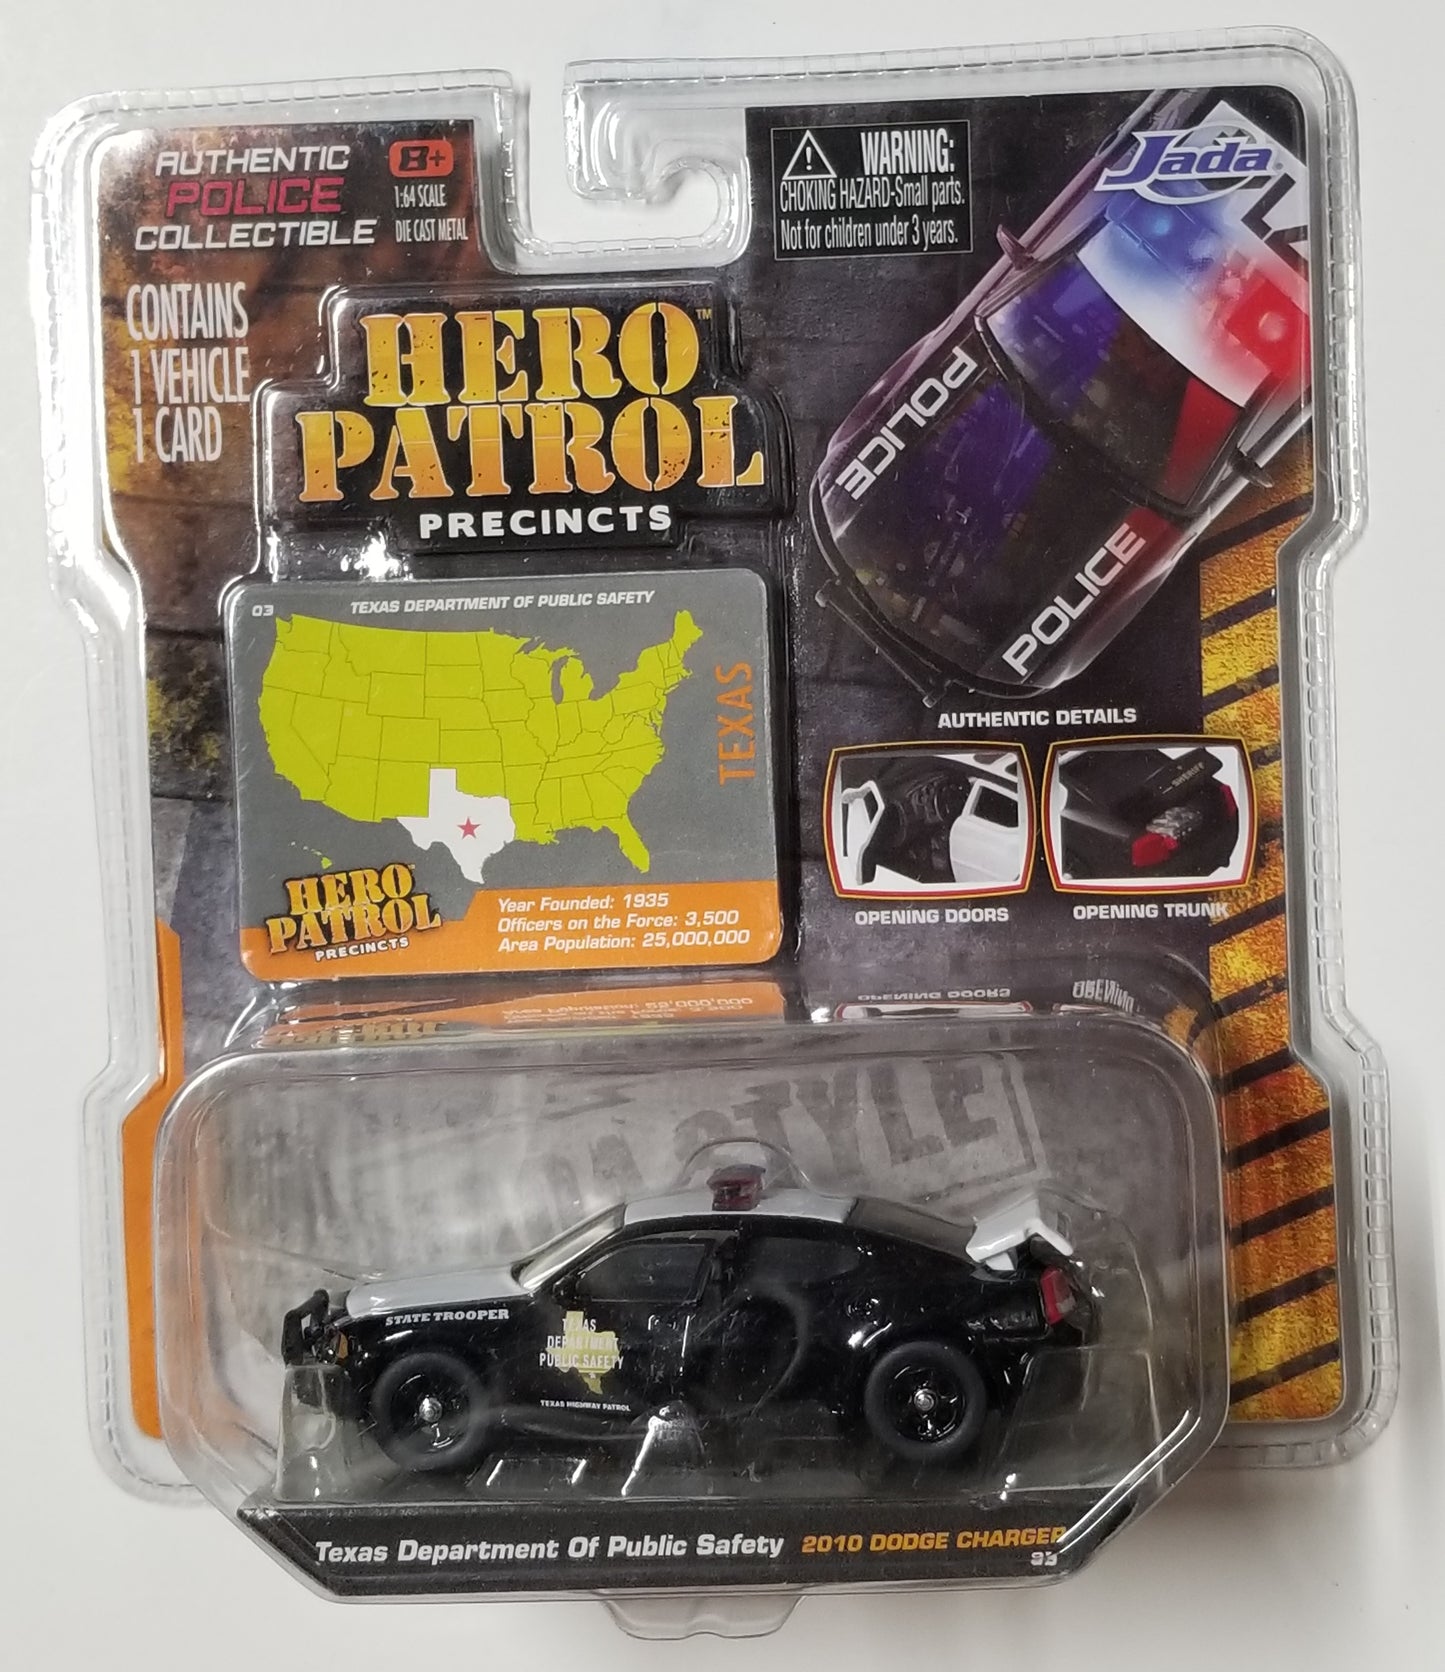 AUTHENTIC
POLICE
COLLECTIBLE
8+
1:64 SCALE
DIE CAST METAL
CONTAINS
1 VEHICLE
1 CARD
WARNING:
CHOKING HAZARD-Small parts.
Not for children under 3 years.
Jada
HERO
PATROL™
PRECINCTS
POLICE
POLICE
03
TEXAS DEPARTMENT OF PUBLIC SAFETY
TEXAS
HERO
PATROL
PRECINCTS
Year Founded: 1935
Officers on the Force: 3,500
Area Population: 25,000,000
AUTHENTIC DETAILS
SHERIFF
OPENING DOORS
OPENING TRUNK
STYLE
STATE TROOPER
TEXAS
DEPARTMENT
PUBLIC SAFETY
TEXAS HIGHWAY PATROL
Texas Department Of Public Safety 2010 DODGE CHARGER